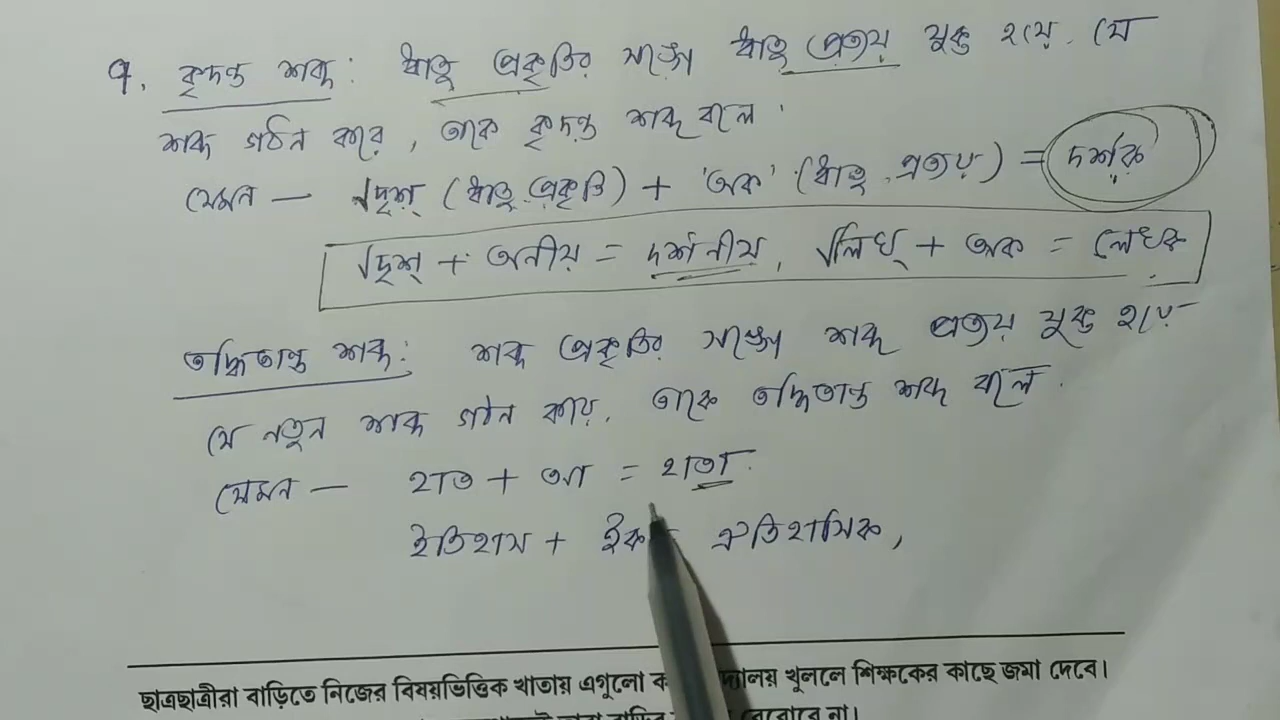 ৭. কৃদন্ত শব্দ : ধাতু প্রকৃতির সঙ্গে ধাতু প্রত্যয় যুক্ত হয়ে যে
শব্দ গঠন করে, তাকে কৃদন্ত শব্দ বলে।
যেমন — √দৃশ্ (ধাতু প্রকৃতি) + 'অক' (ধাতু প্রত্যয়) = দর্শক
√দৃশ্ + অনীয় = দর্শনীয়, √লিখ্ + অক = লেখক
তদ্ধিতান্ত শব্দ : শব্দ প্রকৃতির সঙ্গে শব্দ প্রত্যয় যুক্ত হয়ে
যে নতুন শব্দ গঠন করে, তাকে তদ্ধিতান্ত শব্দ বলে।
যেমন — হাত + আ = হাতা
ইতিহাস + ইক ঐতিহাসিক,
ছাত্রছাত্রীরা বাড়িতে নিজের বিষয়ভিত্তিক খাতায় এগুলো খুললে শিক্ষকের কাছে জমা দেবে।